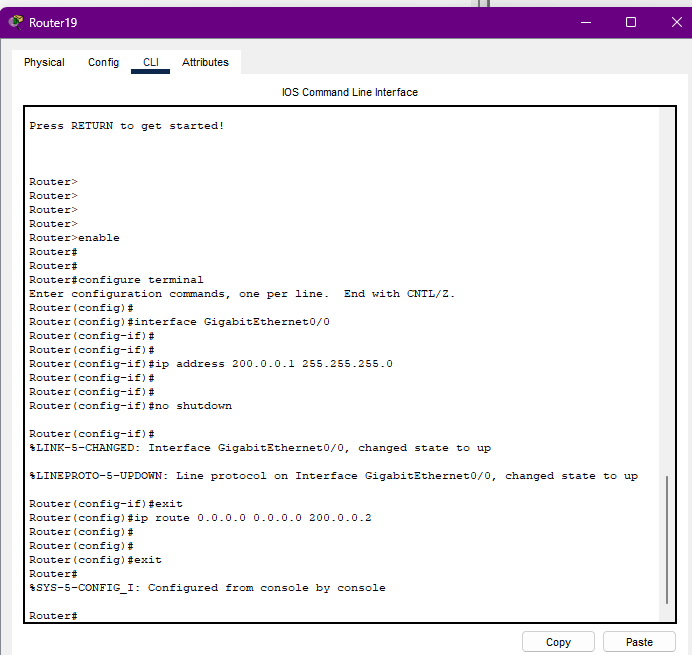 Router19
Physical Config CLI Attributes
IOS Command Line Interface
Press RETURN to get started!
Router>
Router>
Router>
Router>
Router>enable
Router#
Router#
Router#configure terminal
Enter configuration commands, one per line.  End with CNTL/Z.
Router(config)#
Router(config)#interface GigabitEthernet0/0
Router(config-if)#
Router(config-if)#
Router(config-if)#ip address 200.0.0.1 255.255.255.0
Router(config-if)#
Router(config-if)#
Router(config-if)#no shutdown
Router(config-if)#
%LINK-5-CHANGED: Interface GigabitEthernet0/0, changed state to up
%LINEPROTO-5-UPDOWN: Line protocol on Interface GigabitEthernet0/0, changed state to up
Router(config-if)#exit
Router(config)#ip route 0.0.0.0 0.0.0.0 200.0.0.2
Router(config)#
Router(config)#
Router(config)#exit
Router#
%SYS-5-CONFIG_I: Configured from console by console
Router#
Copy Paste